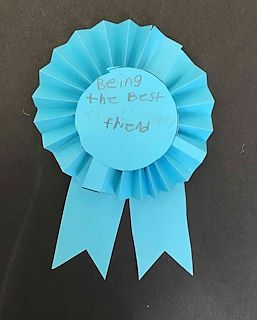 Being
the Best
friend